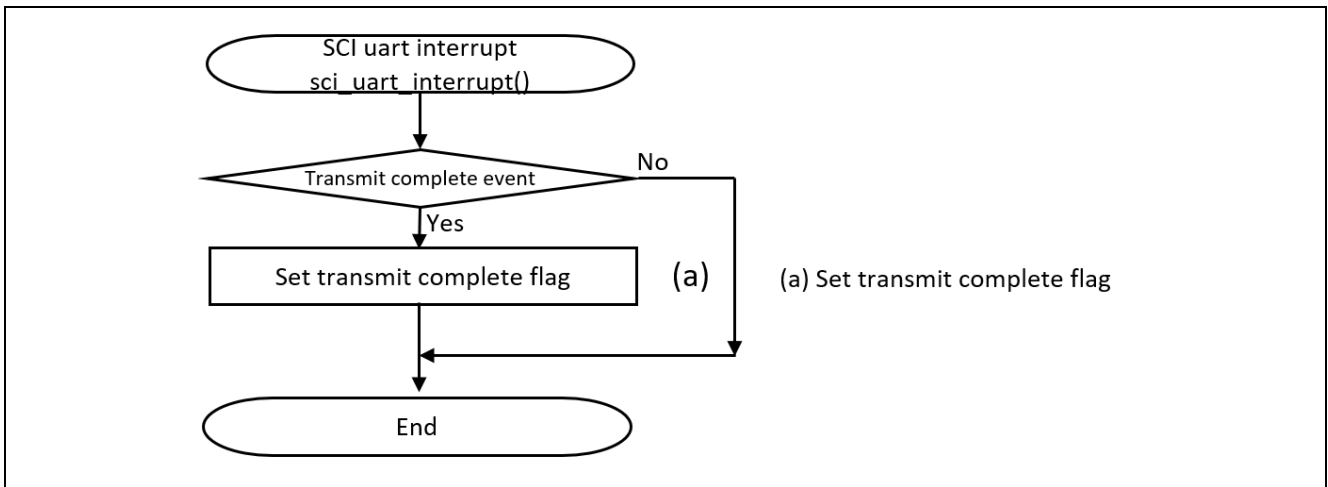 SCI uart interrupt
sci_uart_interrupt()
Transmit complete event
No
Yes
Set transmit complete flag
(a)
(a) Set transmit complete flag
End